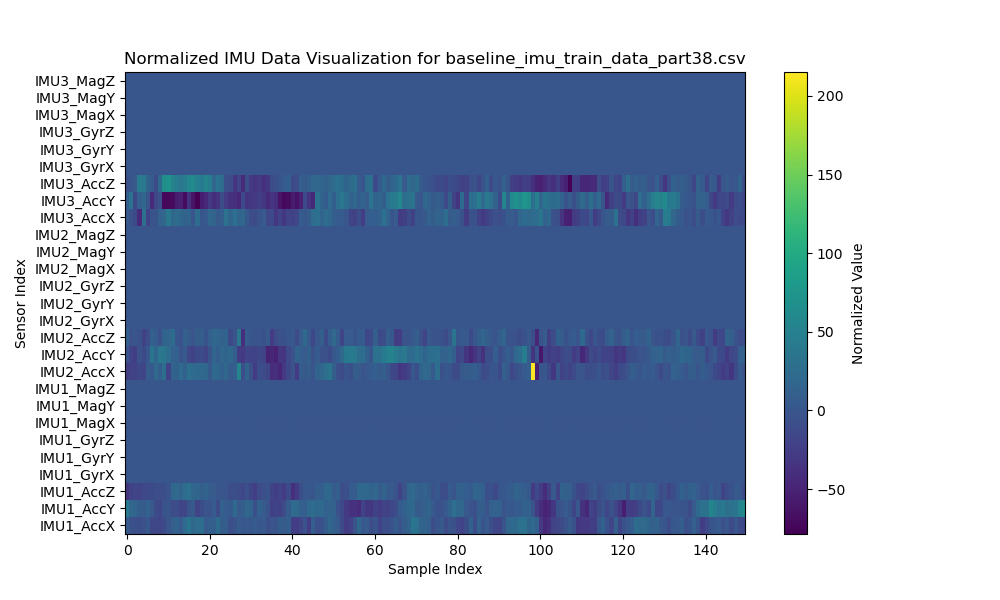 Normalized IMU Data Visualization for baseline_imu_train_data_part38.csv
IMU3_MagZ
IMU3_MagY
IMU3_MagX
IMU3_GyrZ
IMU3_GyrY
IMU3_GyrX
IMU3_AccZ
IMU3_AccY
IMU3_AccX
IMU2_MagZ
IMU2_MagY
IMU2_MagX
IMU2_GyrZ
IMU2_GyrY
IMU2_GyrX
IMU2_AccZ
IMU2_AccY
IMU2_AccX
IMU1_MagZ
IMU1_MagY
IMU1_MagX
IMU1_GyrZ
IMU1_GyrY
IMU1_GyrX
IMU1_AccZ
IMU1_AccY
IMU1_AccX
Sensor Index
0 20 40 60 80 100 120 140
Sample Index
200
150
100
50
0
−50
Normalized Value